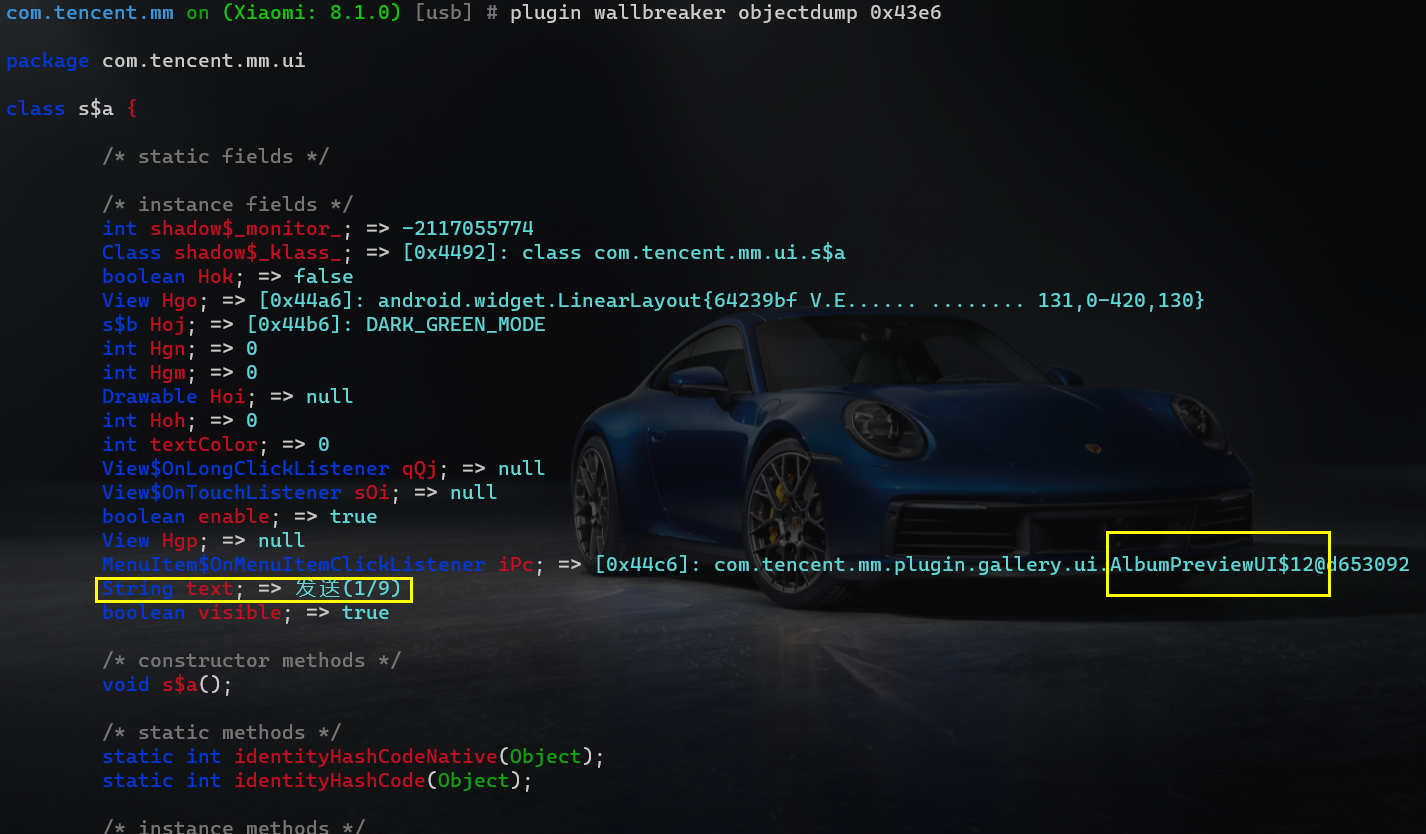 com.tencent.mm on (Xiaomi: 8.1.0) [usb] # plugin wallbreaker objectdump 0x43e6
package com.tencent.mm.ui
class s$a {
/* static fields */
/* instance fields */
int shadow$_monitor_; => -2117055774
Class shadow$_klass_; => [0x4492]: class com.tencent.mm.ui.s$a
boolean Hok; => false
View Hgo; => [0x44a6]: android.widget.LinearLayout{64239bf V.E...... ........ 131,0-420,130}
s$b Hoj; => [0x44b6]: DARK_GREEN_MODE
int Hgn; => 0
int Hgm; => 0
Drawable Hoi; => null
int Hoh; => 0
int textColor; => 0
View$OnLongClickListener qQj; => null
View$OnTouchListener sOi; => null
boolean enable; => true
View Hgp; => null
MenuItem$OnMenuItemClickListener iPc; => [0x44c6]: com.tencent.mm.plugin.gallery.ui.AlbumPreviewUI$12@d653092
String text; => 发送(1/9)
boolean visible; => true
/* constructor methods */
void s$a();
/* static methods */
static int identityHashCodeNative(Object);
static int identityHashCode(Object);
/* instance methods */